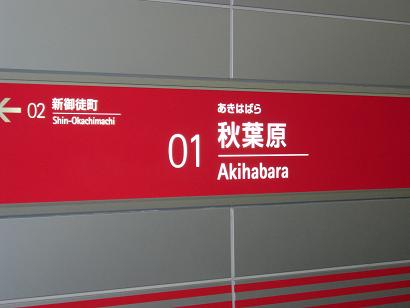 ← 02 新御徒町
Shin-Okachimachi
あきはばら
01 秋葉原
Akihabara